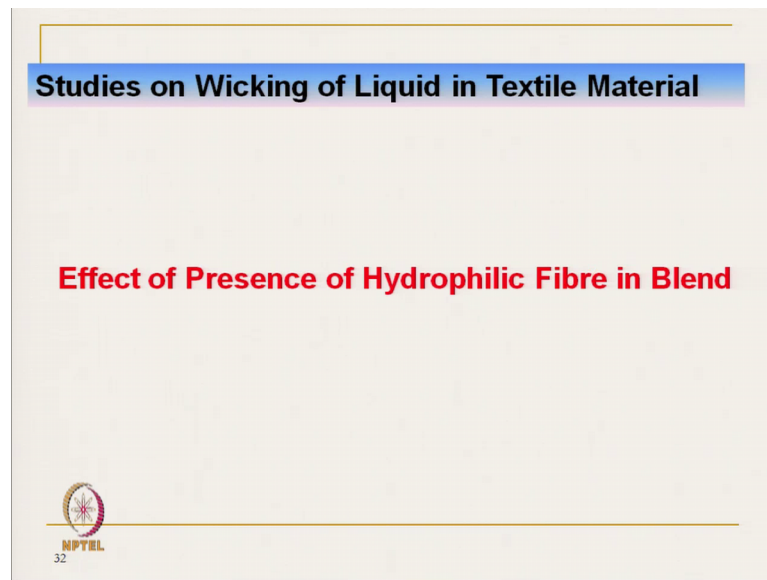 Studies on Wicking of Liquid in Textile Material
Effect of Presence of Hydrophilic Fibre in Blend
NPTEL
32